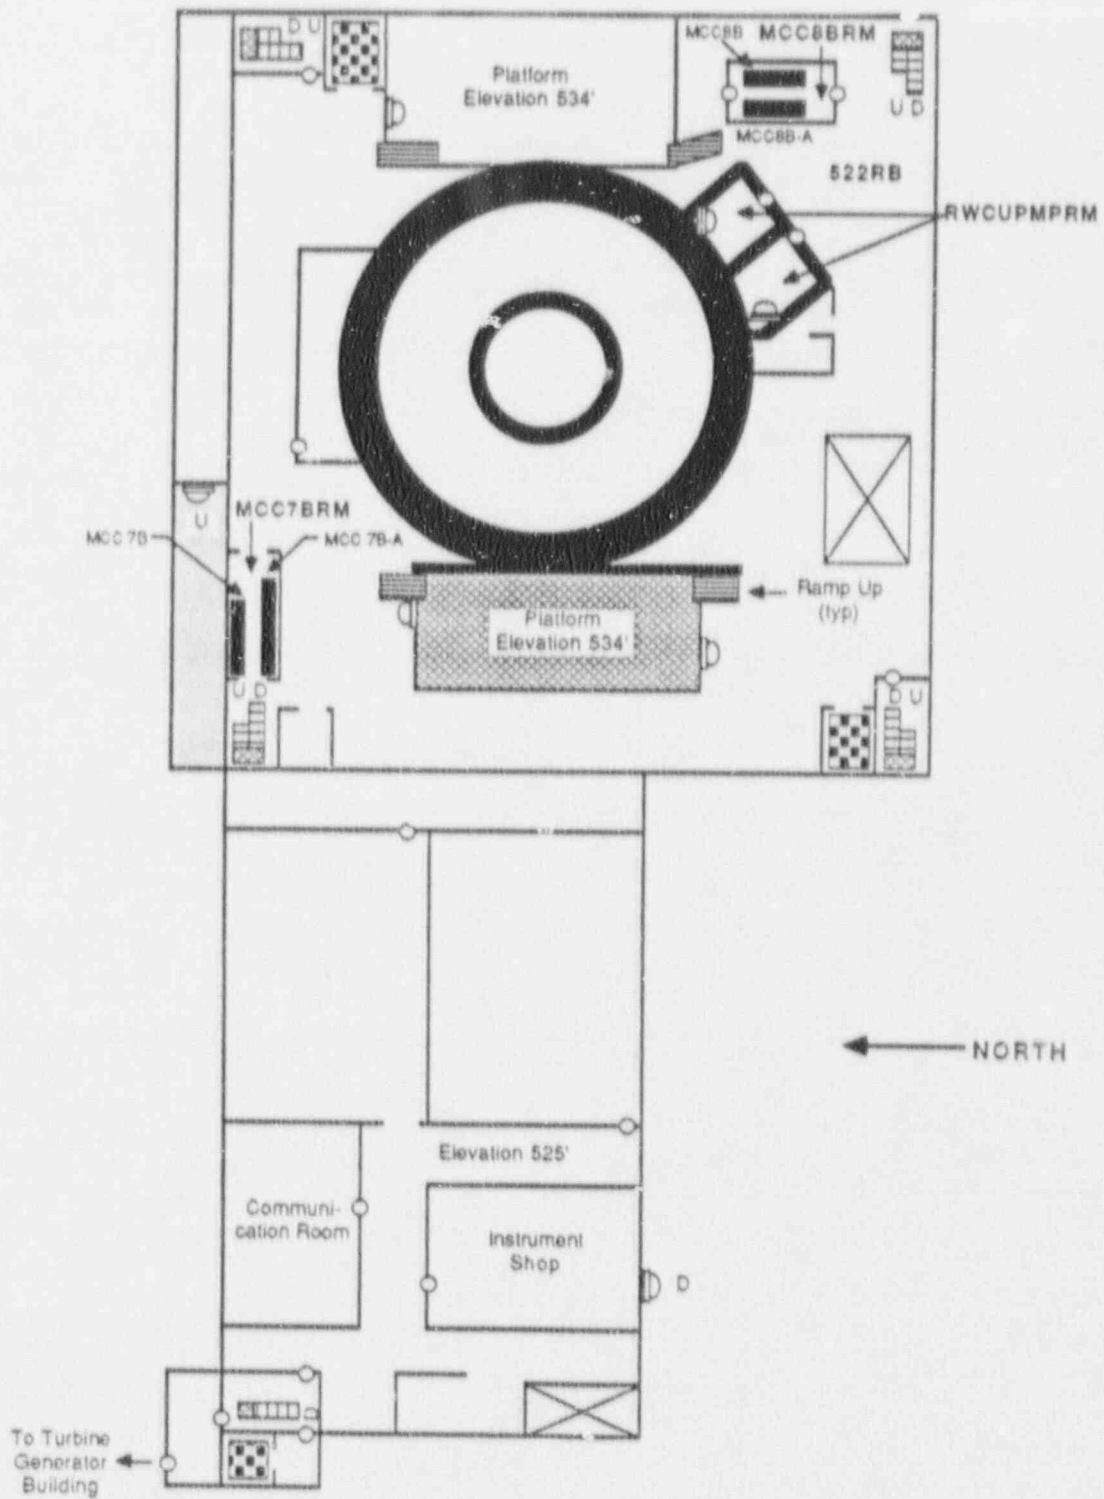 D U
MCC8B
MCC8BRM
Platform
Elevation 534'
U D
MCC8B-A
522RB
RWCUPMPRM
U
MCC7BRM
MCC 7B
MCC 7B-A
Ramp Up
(typ)
Platform
Elevation 534'
U D
D U
NORTH
Elevation 525'
Communi-
cation Room
Instrument
Shop
D
D
To Turbine
Generator
Building